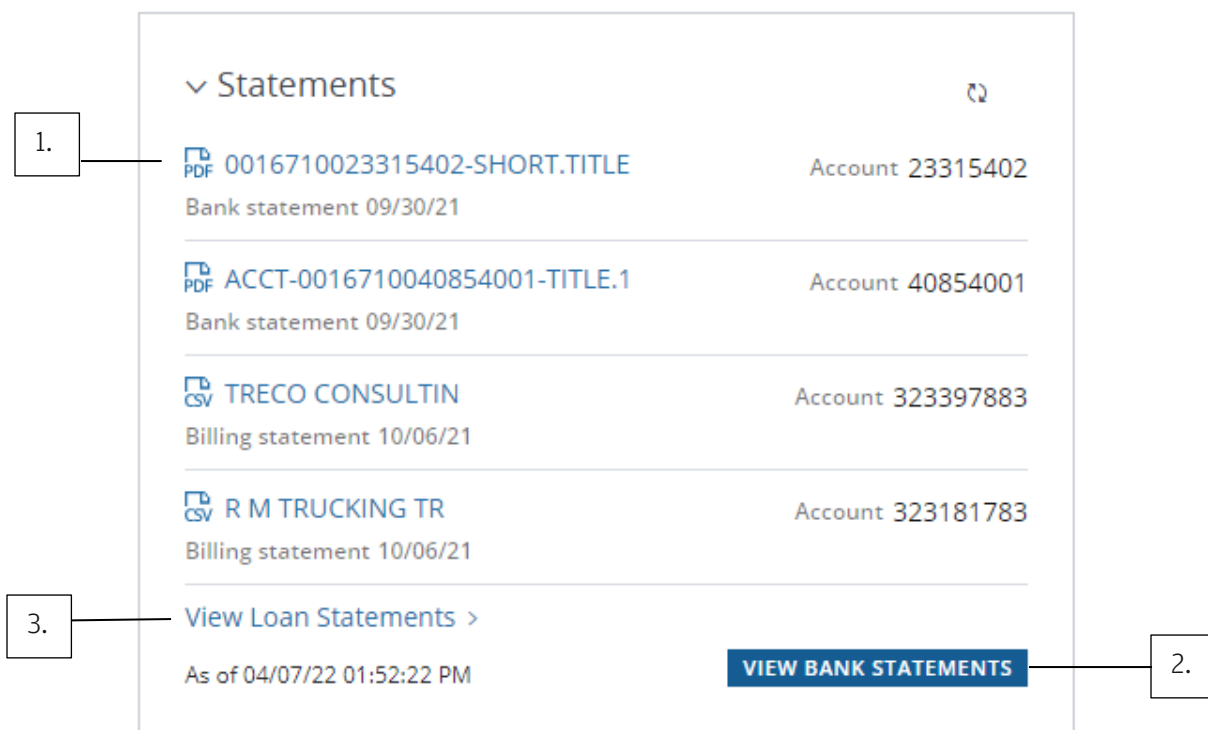 Statements
1.
PDF 0016710023315402-SHORT.TITLE Account 23315402
Bank statement 09/30/21
PDF ACCT-0016710040854001-TITLE.1 Account 40854001
Bank statement 09/30/21
CSV TRECO CONSULTIN Account 323397883
Billing statement 10/06/21
CSV R M TRUCKING TR Account 323181783
Billing statement 10/06/21
3. View Loan Statements >
As of 04/07/22 01:52:22 PM VIEW BANK STATEMENTS 2.